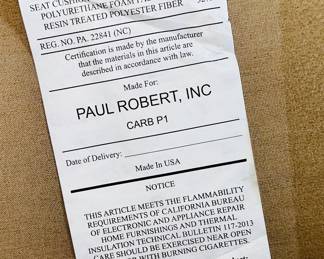 SEAT CUSHION
POLYURETHANE FOAM
RESIN TREATED POLYESTER FIBER
REG. NO. PA. 22841 (NC)
Certification is made by the manufacturer
that the materials in this article are
described in accordance with law.
Made For:
PAUL ROBERT, INC
CARB P1
Date of Delivery:
Made In USA
NOTICE
THIS ARTICLE MEETS THE FLAMMABILITY
REQUIREMENTS OF CALIFORNIA BUREAU
OF ELECTRONIC AND APPLIANCE REPAIR
HOME FURNISHINGS AND THERMAL
INSULATION TECHNICAL BULLETIN 117-2013
CARE SHOULD BE EXERCISED NEAR OPEN
OR WITH BURNING CIGARETTES.